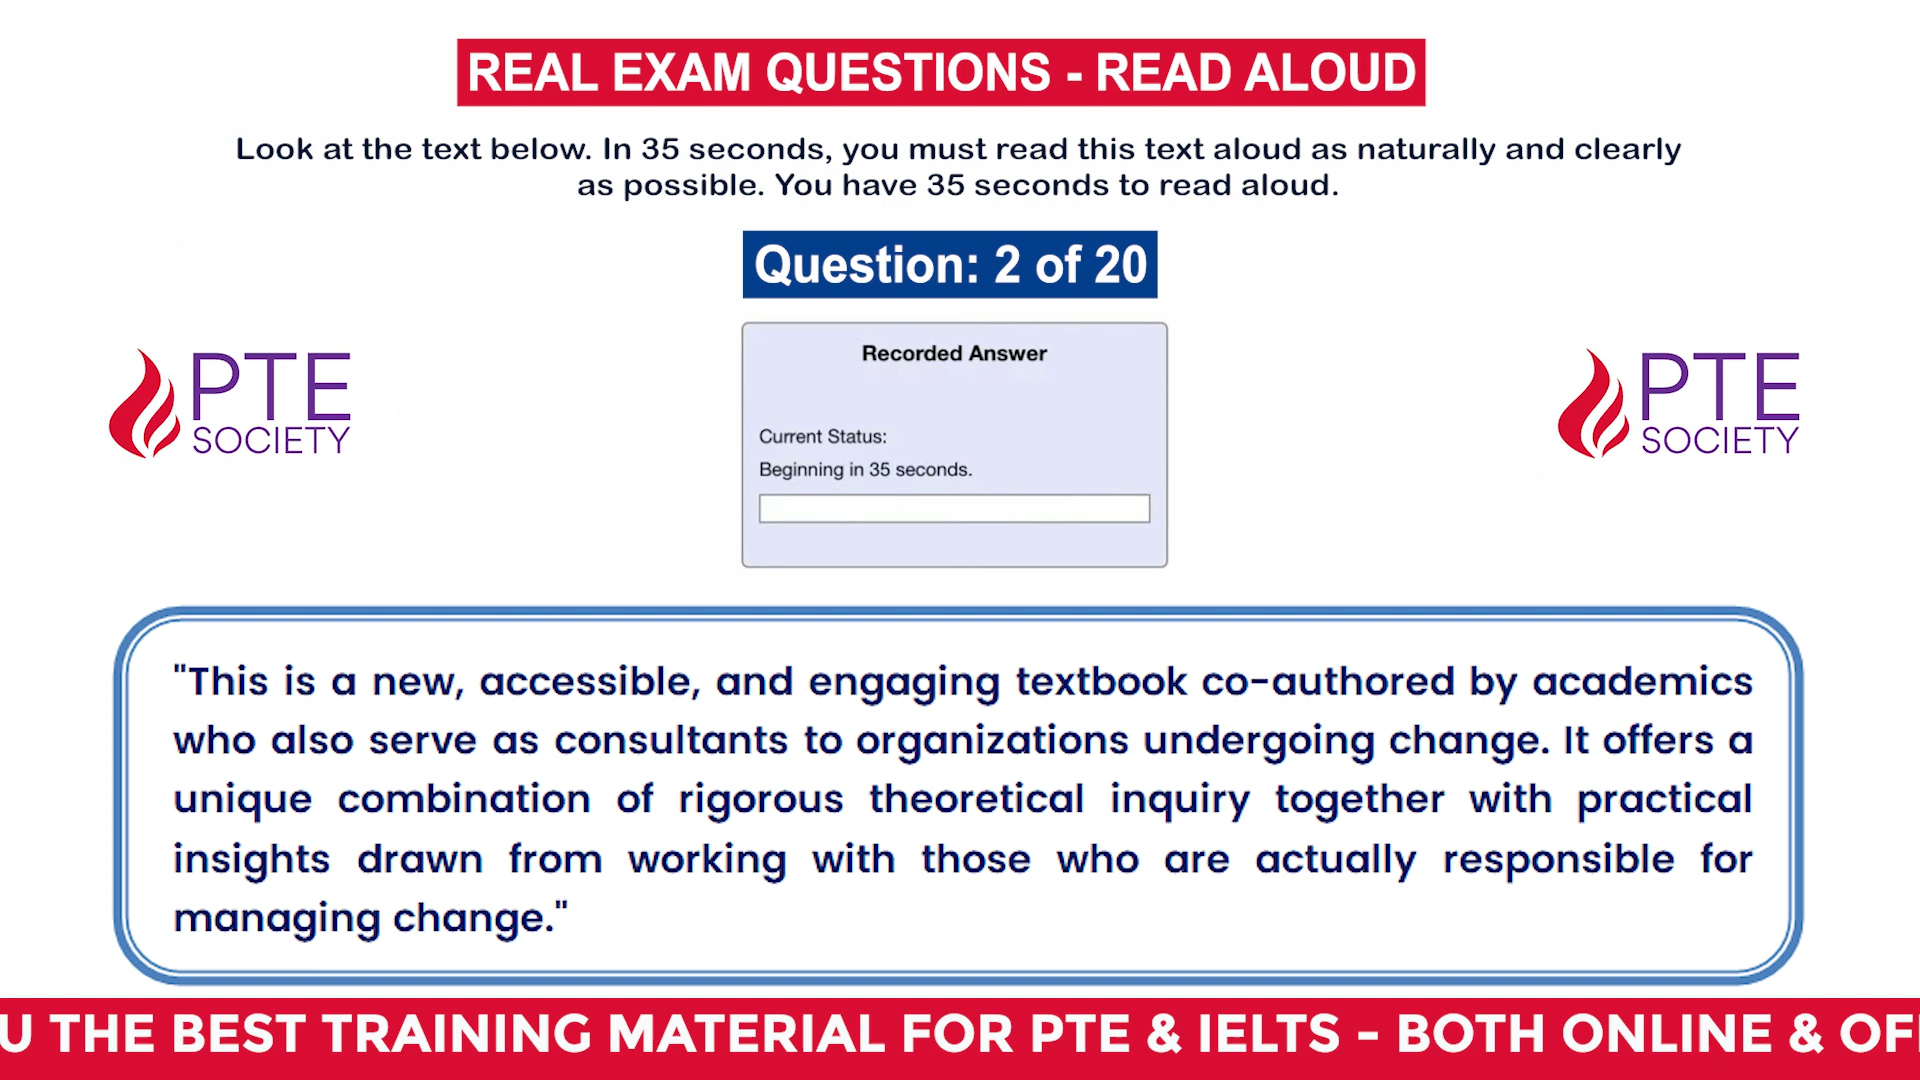 REAL EXAM QUESTIONS - READ ALOUD
Look at the text below. In 35 seconds, you must read this text aloud as naturally and clearly
as possible. You have 35 seconds to read aloud.
Question: 2 of 20
PTE
SOCIETY
Recorded Answer
Current Status:
Beginning in 35 seconds.
PTE
SOCIETY
"This is a new, accessible, and engaging textbook co-authored by academics
who also serve as consultants to organizations undergoing change. It offers a
unique combination of rigorous theoretical inquiry together with practical
insights drawn from working with those who are actually responsible for
managing change."
U THE BEST TRAINING MATERIAL FOR PTE & IELTS - BOTH ONLINE & OF